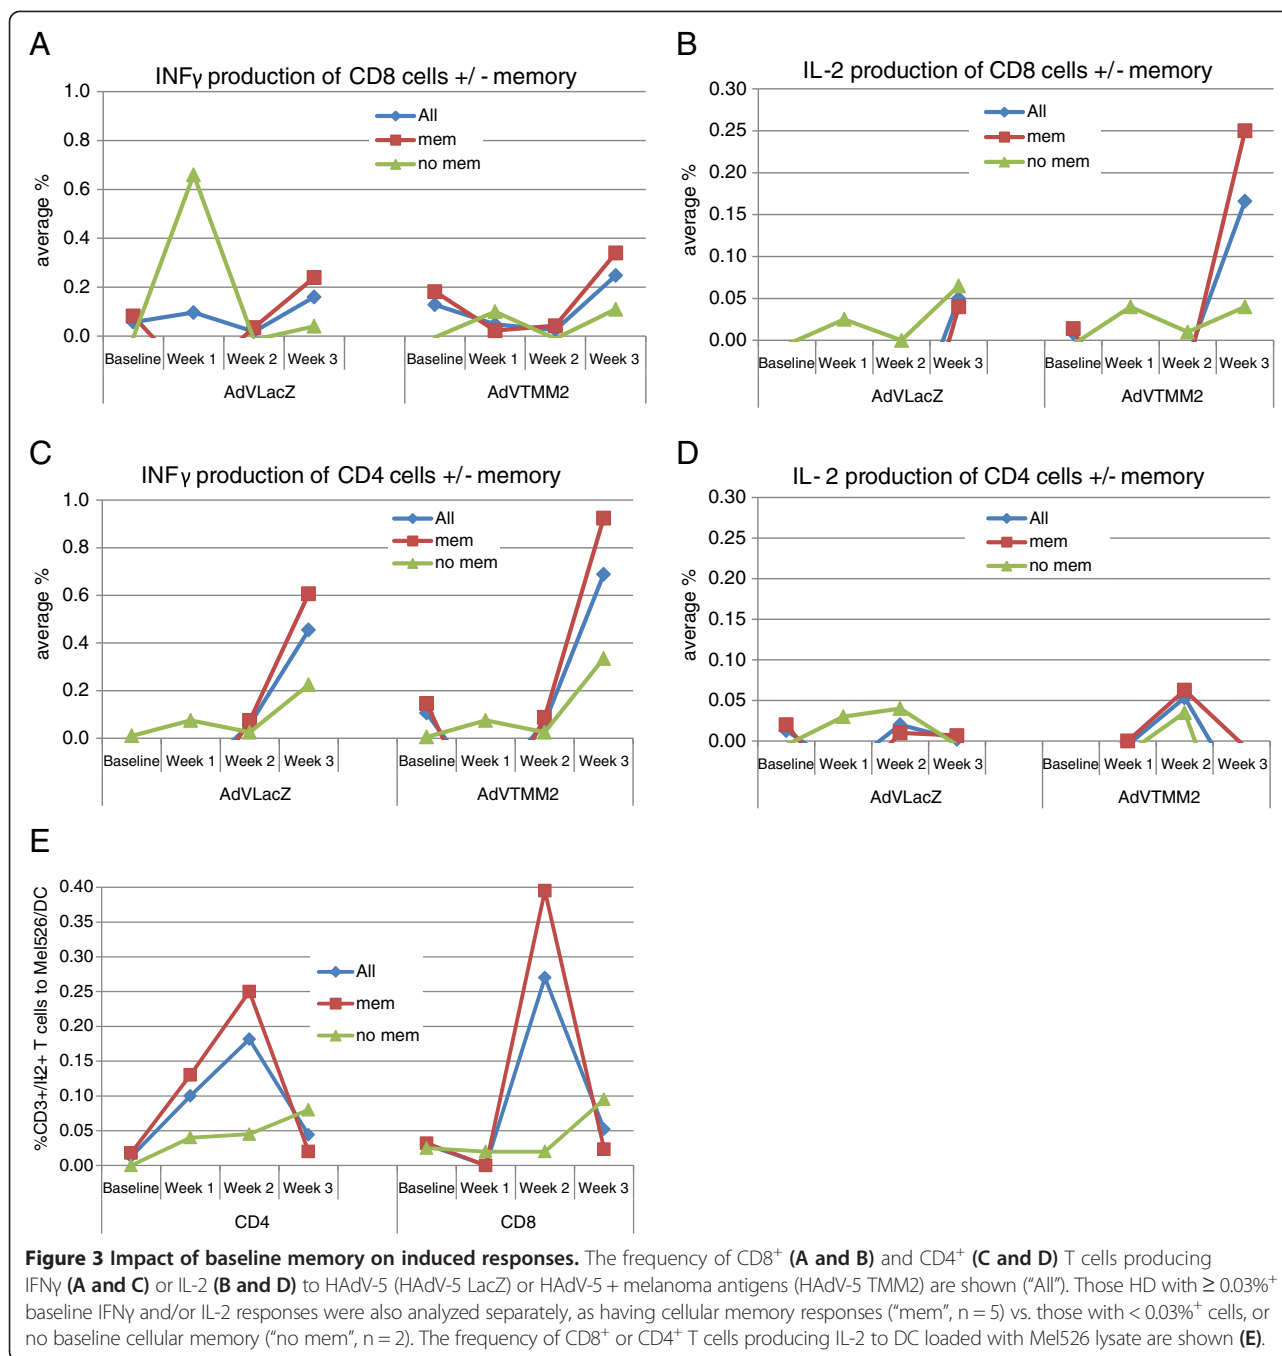 A
INFγ production of CD8 cells +/- memory
1.0
0.8
0.6
0.4
0.2
0.0
average %
All
mem
no mem
Baseline Week 1 Week 2 Week 3 Baseline Week 1 Week 2 Week 3
AdVLacZ AdVTMM2
B
IL-2 production of CD8 cells +/- memory
0.30
0.25
0.20
0.15
0.10
0.05
0.00
average %
All
mem
no mem
Baseline Week 1 Week 2 Week 3 Baseline Week 1 Week 2 Week 3
AdVLacZ AdVTMM2
C
INFγ production of CD4 cells +/- memory
1.0
0.8
0.6
0.4
0.2
0.0
average %
All
mem
no mem
Baseline Week 1 Week 2 Week 3 Baseline Week 1 Week 2 Week 3
AdVLacZ AdVTMM2
D
IL- 2 production of CD4 cells +/- memory
0.30
0.25
0.20
0.15
0.10
0.05
0.00
average %
All
mem
no mem
Baseline Week 1 Week 2 Week 3 Baseline Week 1 Week 2 Week 3
AdVLacZ AdVTMM2
E
0.40
0.35
0.30
0.25
0.20
0.15
0.10
0.05
0.00
%CD3+/IL2+ T cells to Mel526/DC
All
mem
no mem
Baseline Week 1 Week 2 Week 3 Baseline Week 1 Week 2 Week 3
CD4 CD8
Figure 3 Impact of baseline memory on induced responses. The frequency of CD8⁺ (A and B) and CD4⁺ (C and D) T cells producing
IFNγ (A and C) or IL-2 (B and D) to HAdV-5 (HAdV-5 LacZ) or HAdV-5 + melanoma antigens (HAdV-5 TMM2) are shown (“All”). Those HD with ≥ 0.03%⁺
baseline IFNγ and/or IL-2 responses were also analyzed separately, as having cellular memory responses (“mem”, n = 5) vs. those with < 0.03%⁺ cells, or
no baseline cellular memory (“no mem”, n = 2). The frequency of CD8⁺ or CD4⁺ T cells producing IL-2 to DC loaded with Mel526 lysate are shown (E).